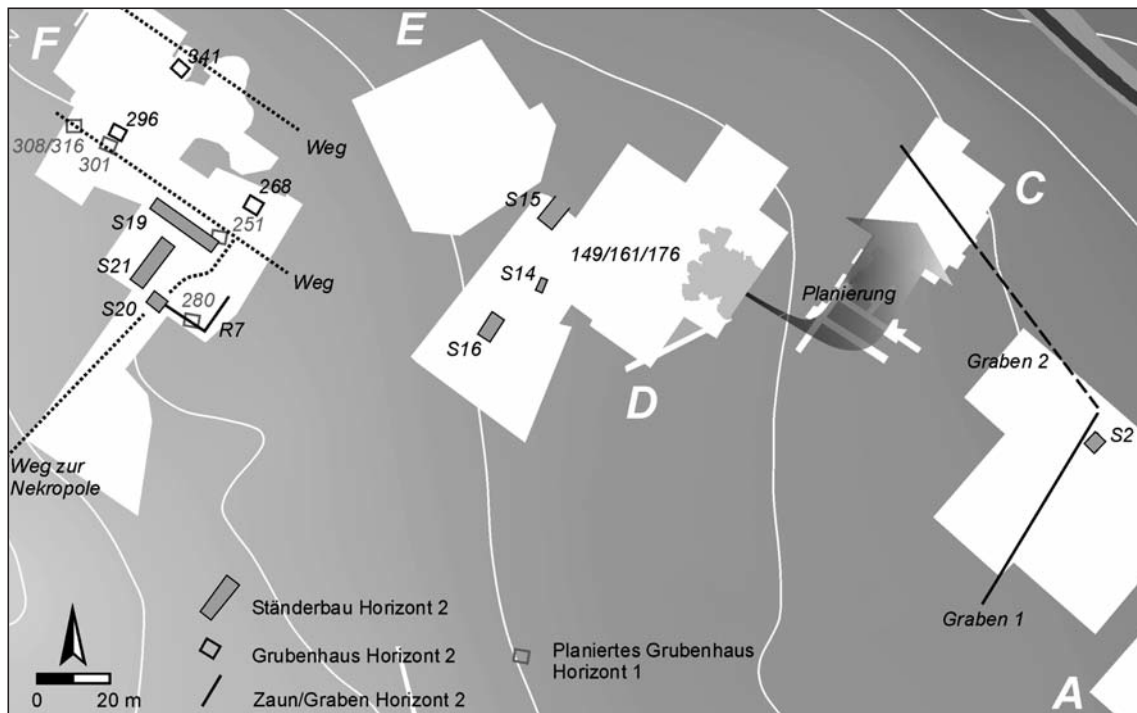 F
E
341
296
308/316
301
Weg
C
268
S19
251
S15
S21
149/161/176
Weg
S14
S20
280
Planierung
R7
S16
Graben 2
D
S2
Weg zur
Nekropole
Ständerbau Horizont 2
Graben 1
Grubenhaus Horizont 2
Planiertes Grubenhaus
Horizont 1
0 20 m
Zaun/Graben Horizont 2
A